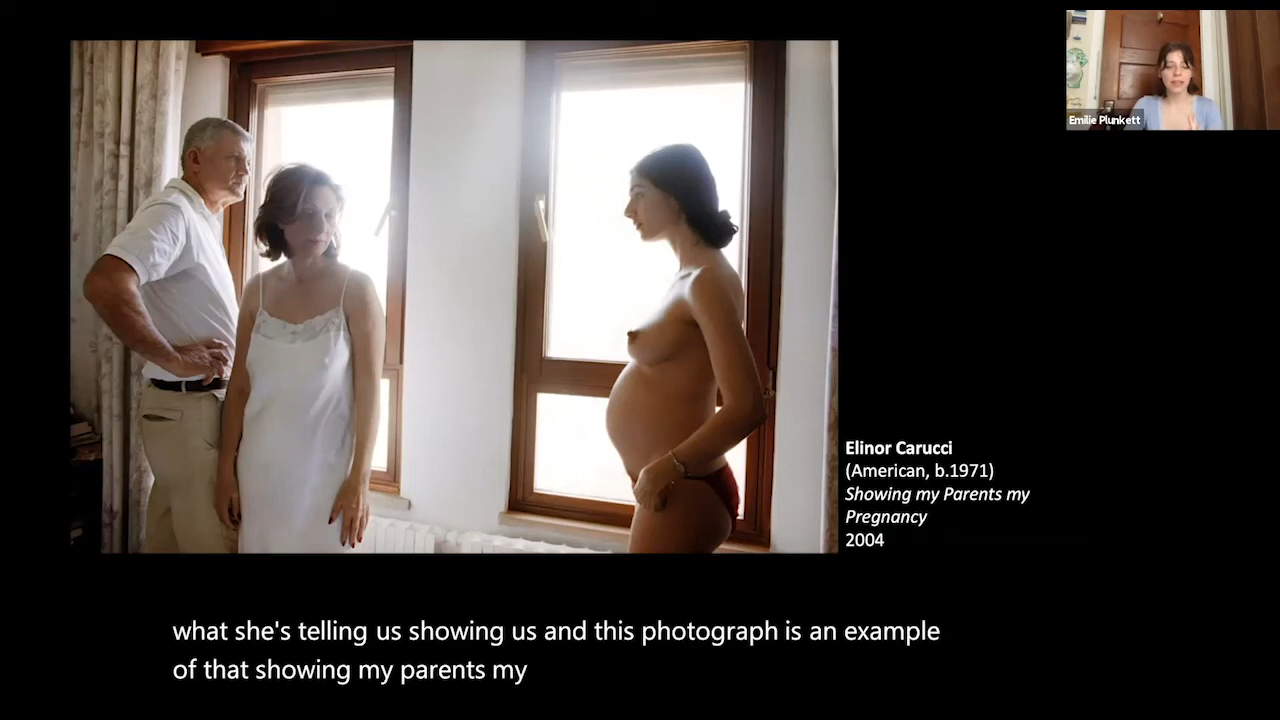 Emilie Plunkett
Elinor Carucci
(American, b.1971)
Showing my Parents my
Pregnancy
2004
what she's telling us showing us and this photograph is an example
of that showing my parents my